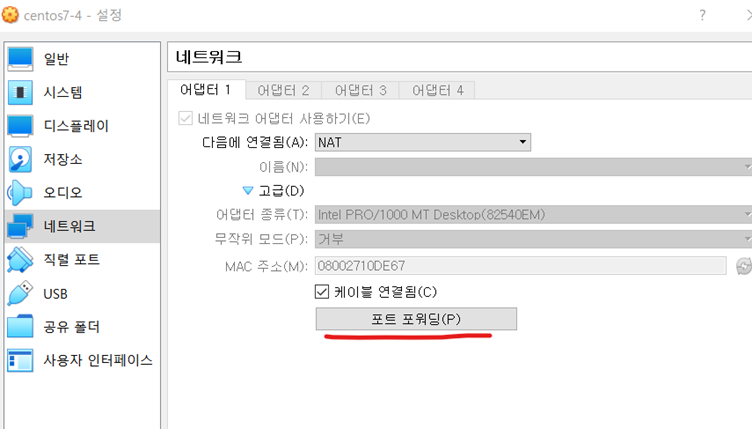 centos7-4 - 설정
?
일반
시스템
디스플레이
저장소
오디오
네트워크
직렬 포트
USB
공유 폴더
사용자 인터페이스
네트워크
어댑터 1 어댑터 2 어댑터 3 어댑터 4
네트워크 어댑터 사용하기(E)
다음에 연결됨(A): NAT
이름(N):
고급(D)
어댑터 종류(T): Intel PRO/1000 MT Desktop(82540EM)
무작위 모드(P): 거부
MAC 주소(M): 08002710DE67
케이블 연결됨(C)
포트 포워딩(P)